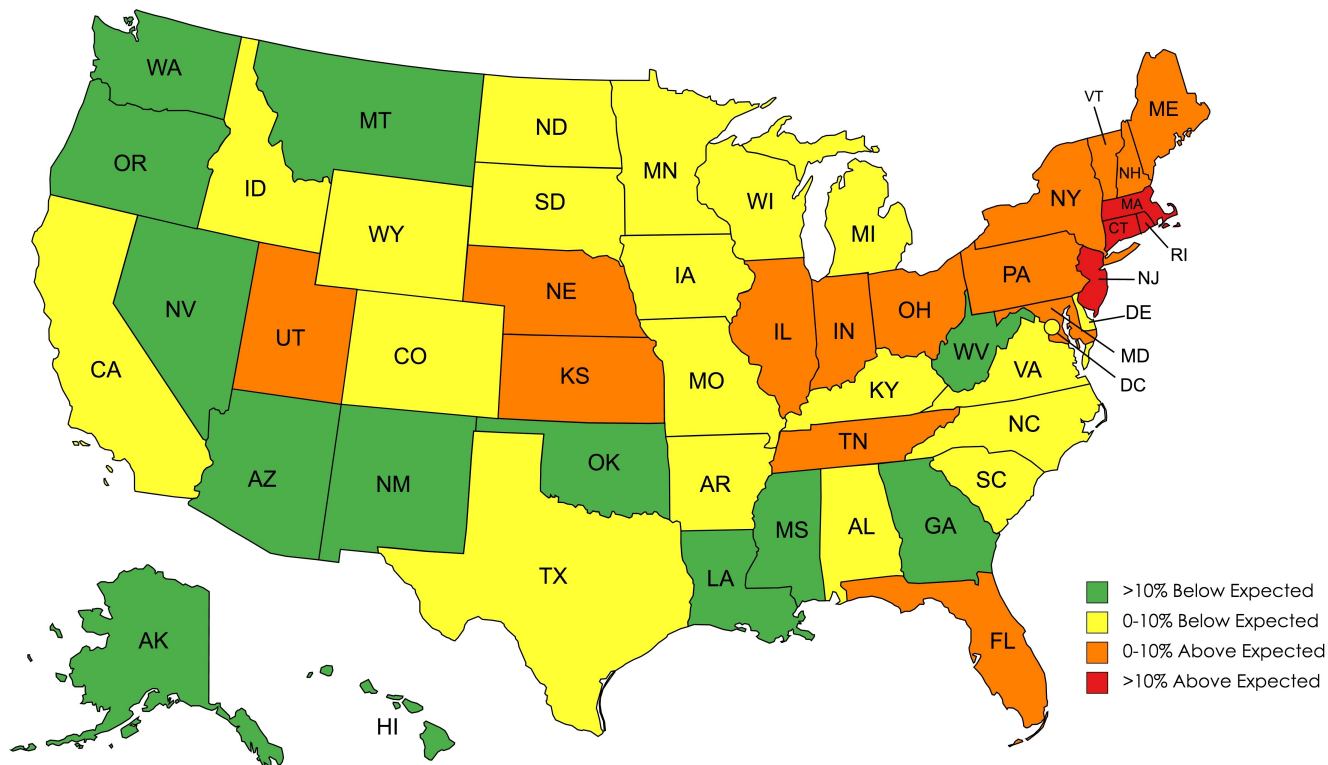 WA
MT
ND
MN
VT
ME
OR
ID
SD
WI
MI
NY
NH
MA
CT
RI
WY
IA
PA
NJ
NV
NE
IL
IN
OH
DE
UT
CO
KS
MO
KY
WV
VA
MD
DC
CA
AZ
NM
OK
AR
TN
NC
SC
TX
LA
MS
AL
GA
FL
AK
HI
>10% Below Expected
0-10% Below Expected
0-10% Above Expected
>10% Above Expected